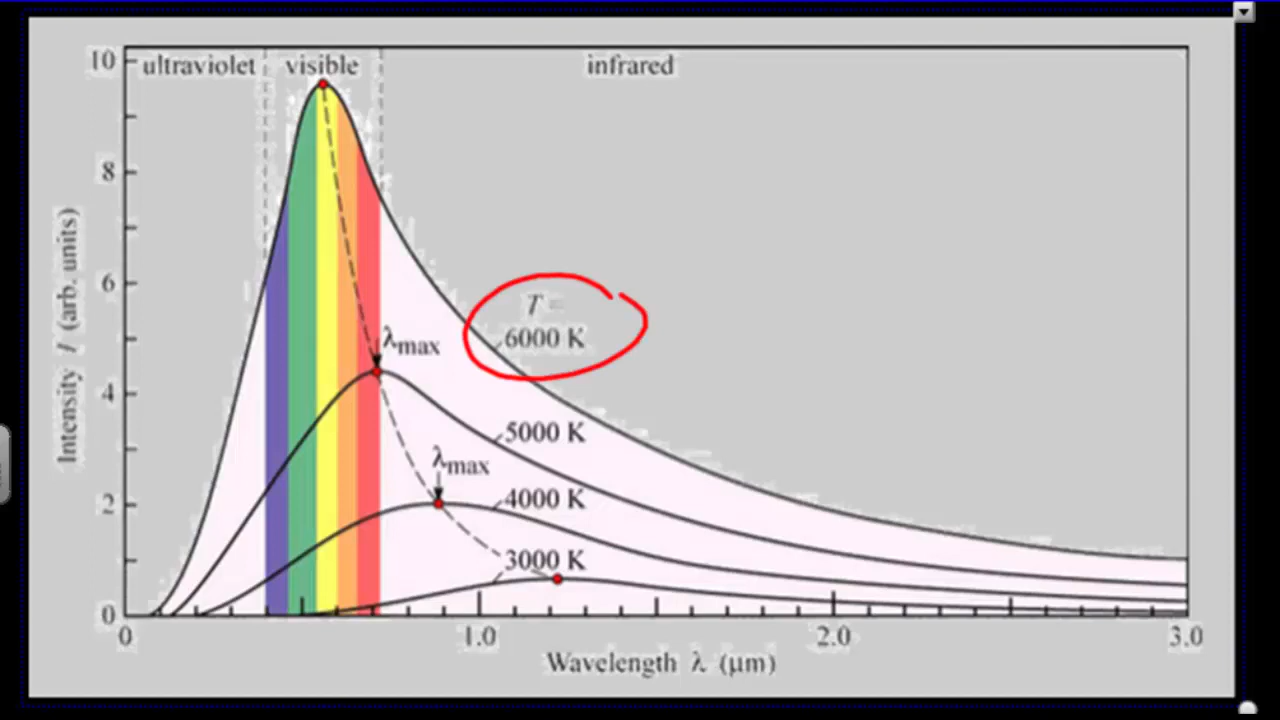 10
ultraviolet visible infrared
8
6
4
2
0
Intensity I (arb. units)
T =
6000 K
λmax
5000 K
λmax
4000 K
3000 K
0 1.0 2.0 3.0
Wavelength λ (μm)